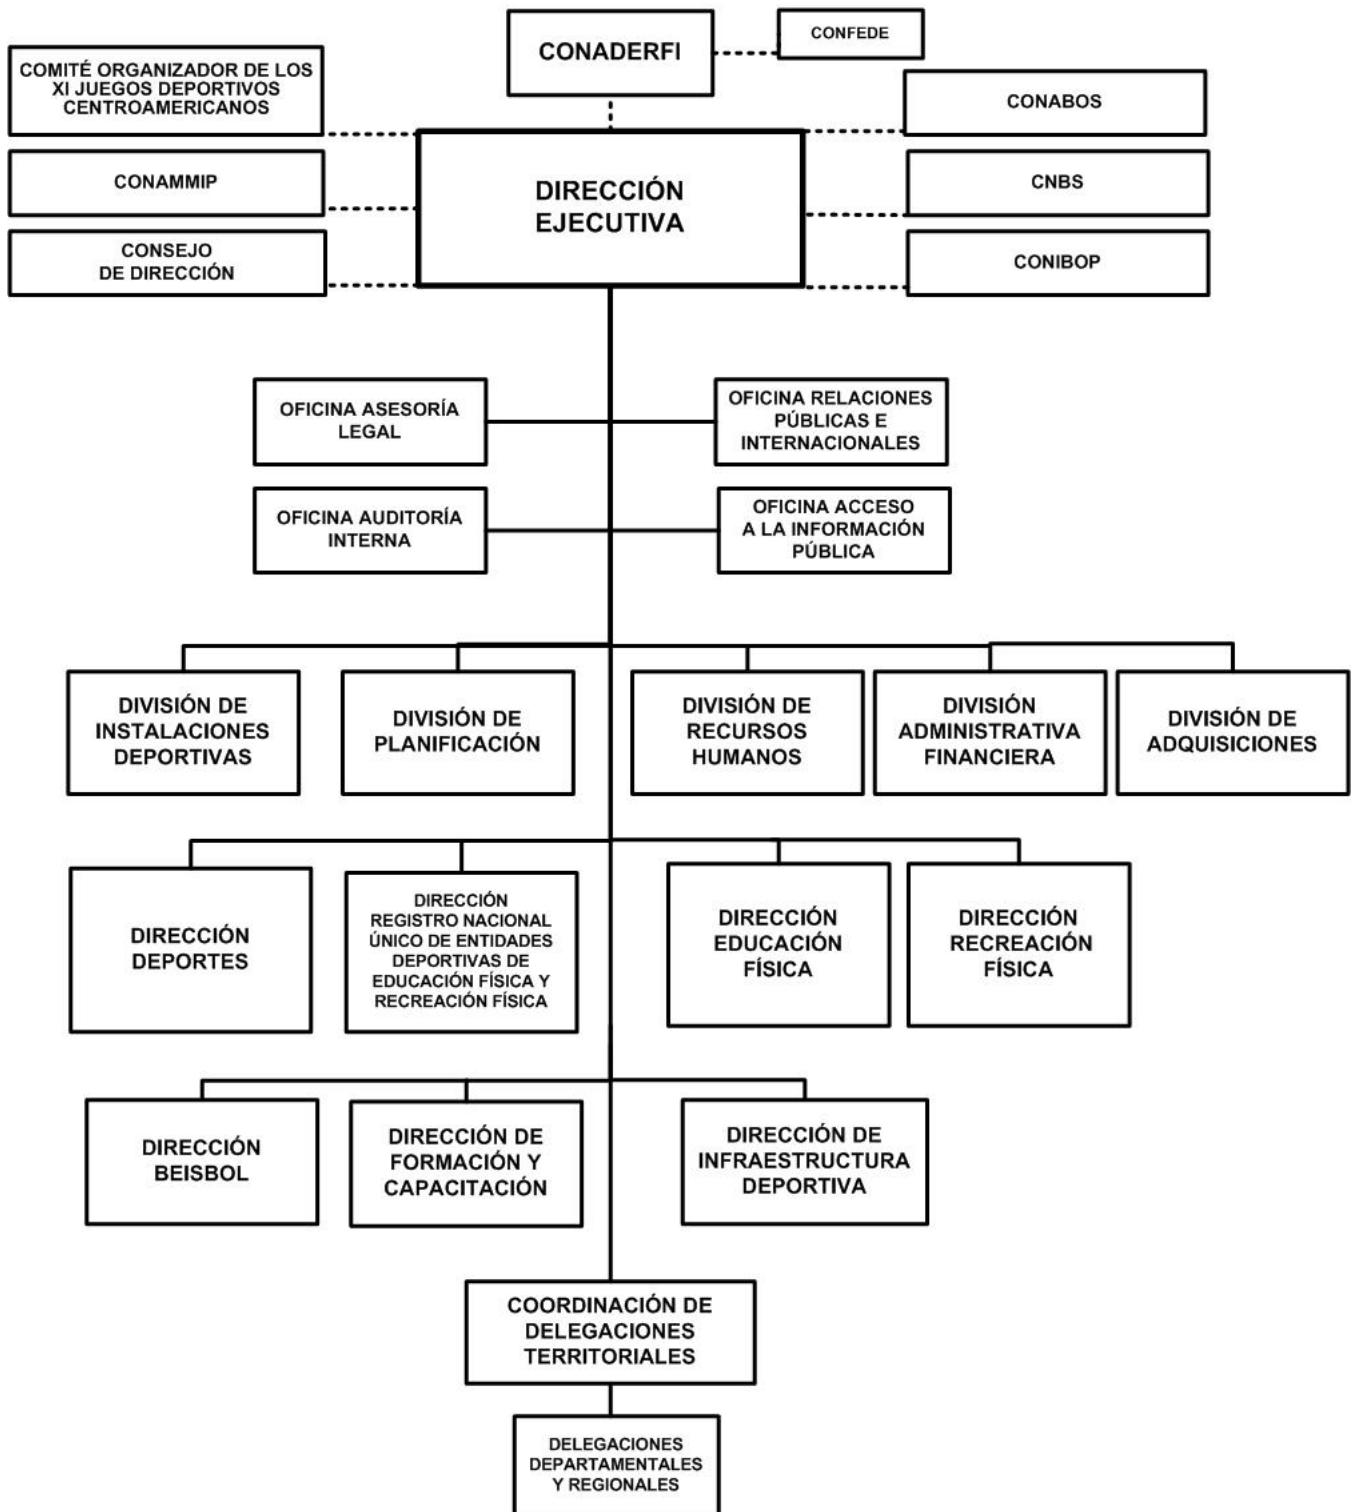 CONADERFI
CONFEDE
COMITÉ ORGANIZADOR DE LOS
XI JUEGOS DEPORTIVOS
CENTROAMERICANOS
CONABOS
CONAMMIP
DIRECCIÓN
EJECUTIVA
CNBS
CONSEJO
DE DIRECCIÓN
CONIBOP
OFICINA ASESORÍA
LEGAL
OFICINA RELACIONES
PÚBLICAS E
INTERNACIONALES
OFICINA AUDITORÍA
INTERNA
OFICINA ACCESO
A LA INFORMACIÓN
PÚBLICA
DIVISIÓN DE
INSTALACIONES
DEPORTIVAS
DIVISIÓN DE
PLANIFICACIÓN
DIVISIÓN DE
RECURSOS
HUMANOS
DIVISIÓN
ADMINISTRATIVA
FINANCIERA
DIVISIÓN DE
ADQUISICIONES
DIRECCIÓN
DEPORTES
DIRECCIÓN
REGISTRO NACIONAL
ÚNICO DE ENTIDADES
DEPORTIVAS DE
EDUCACIÓN FÍSICA Y
RECREACIÓN FÍSICA
DIRECCIÓN
EDUCACIÓN
FÍSICA
DIRECCIÓN
RECREACIÓN
FÍSICA
DIRECCIÓN
BEISBOL
DIRECCIÓN DE
FORMACIÓN Y
CAPACITACIÓN
DIRECCIÓN DE
INFRAESTRUCTURA
DEPORTIVA
COORDINACIÓN DE
DELEGACIONES
TERRITORIALES
DELEGACIONES
DEPARTAMENTALES
Y REGIONALES